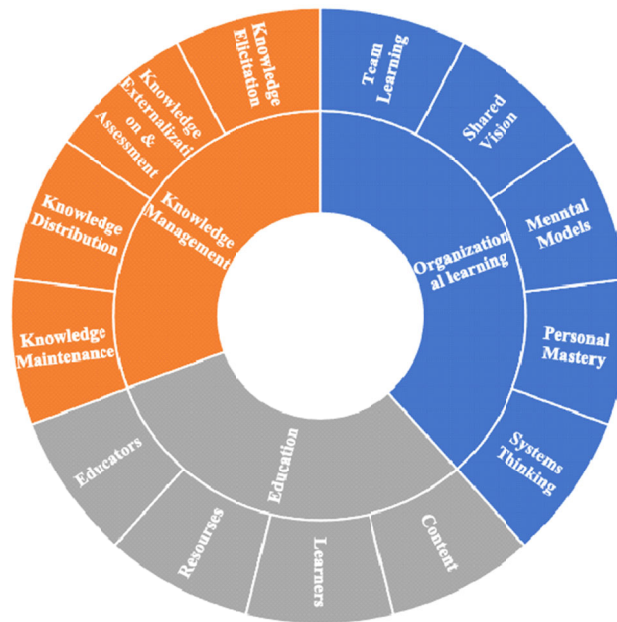 Knowledge
Elicitation
Team
Learning
Knowledge
Externalizati
on &
Assessment
Shared
Vision
Knowledge
Management
Organization
al learning
Knowledge
Distribution
Menntal
Models
Knowledge
Maintenance
Personal
Mastery
Systems
Thinking
Educators
Education
Resourses
Learners
Content